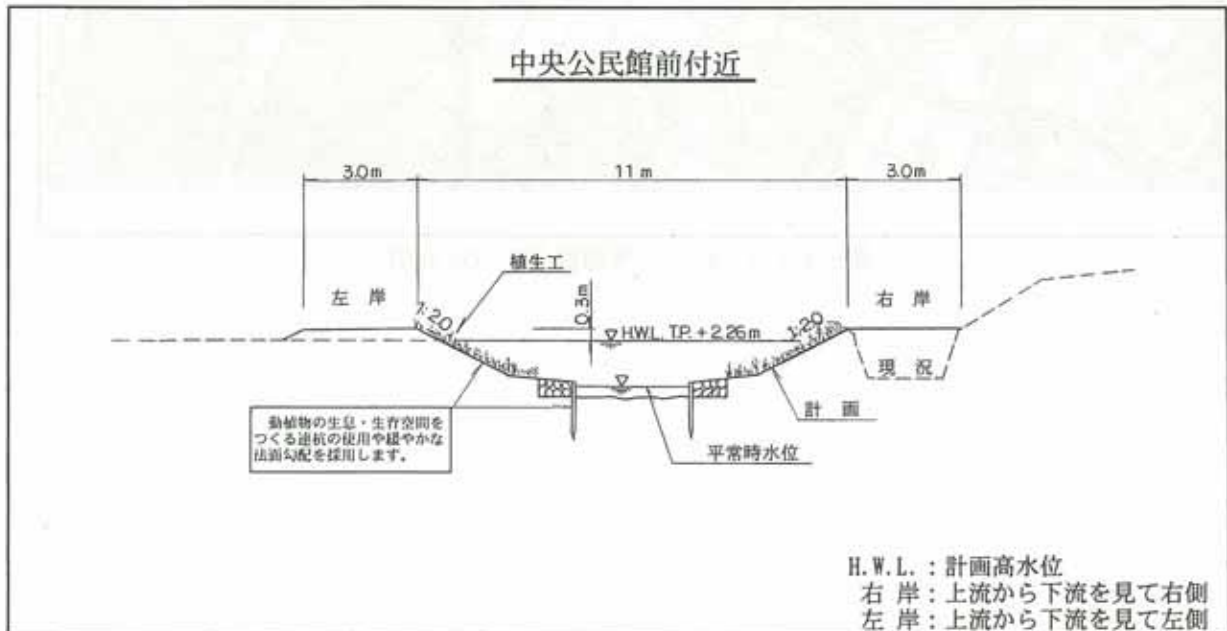 中央公民館前付近
3.0m
11m
3.0m
植生工
左岸
右岸
1:2.0
0.3m
H.W.L. T.P. +2.26m
1:2.0
現況
計画
動植物の生息・生育空間を
つくる連杭の使用や緩やかな
法面勾配を採用します。
平常時水位
H.W.L.：計画高水位
右岸：上流から下流を見て右側
左岸：上流から下流を見て左側